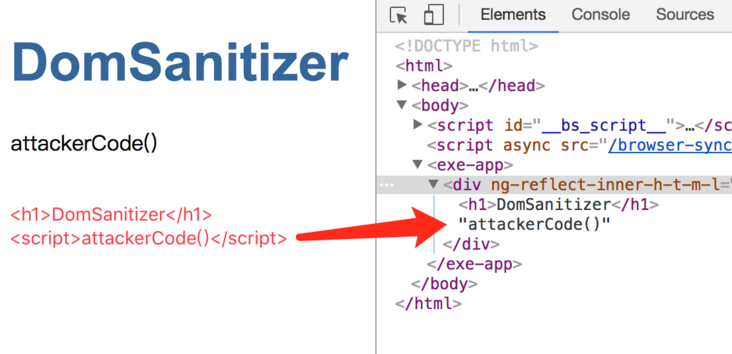 DomSanitizer
attackerCode()
<h1>DomSanitizer</h1>
<script>attackerCode()</script>
Elements Console Sources
<!DOCTYPE html>
<html>
▶<head>…</head>
▼<body>
▶<script id="__bs_script__">…</s
<script async src="/browser-sync
▼<exe-app>
… ▼<div ng-reflect-inner-h-t-m-l="
<h1>DomSanitizer</h1>
"attackerCode()"
</div>
</exe-app>
</body>
</html>